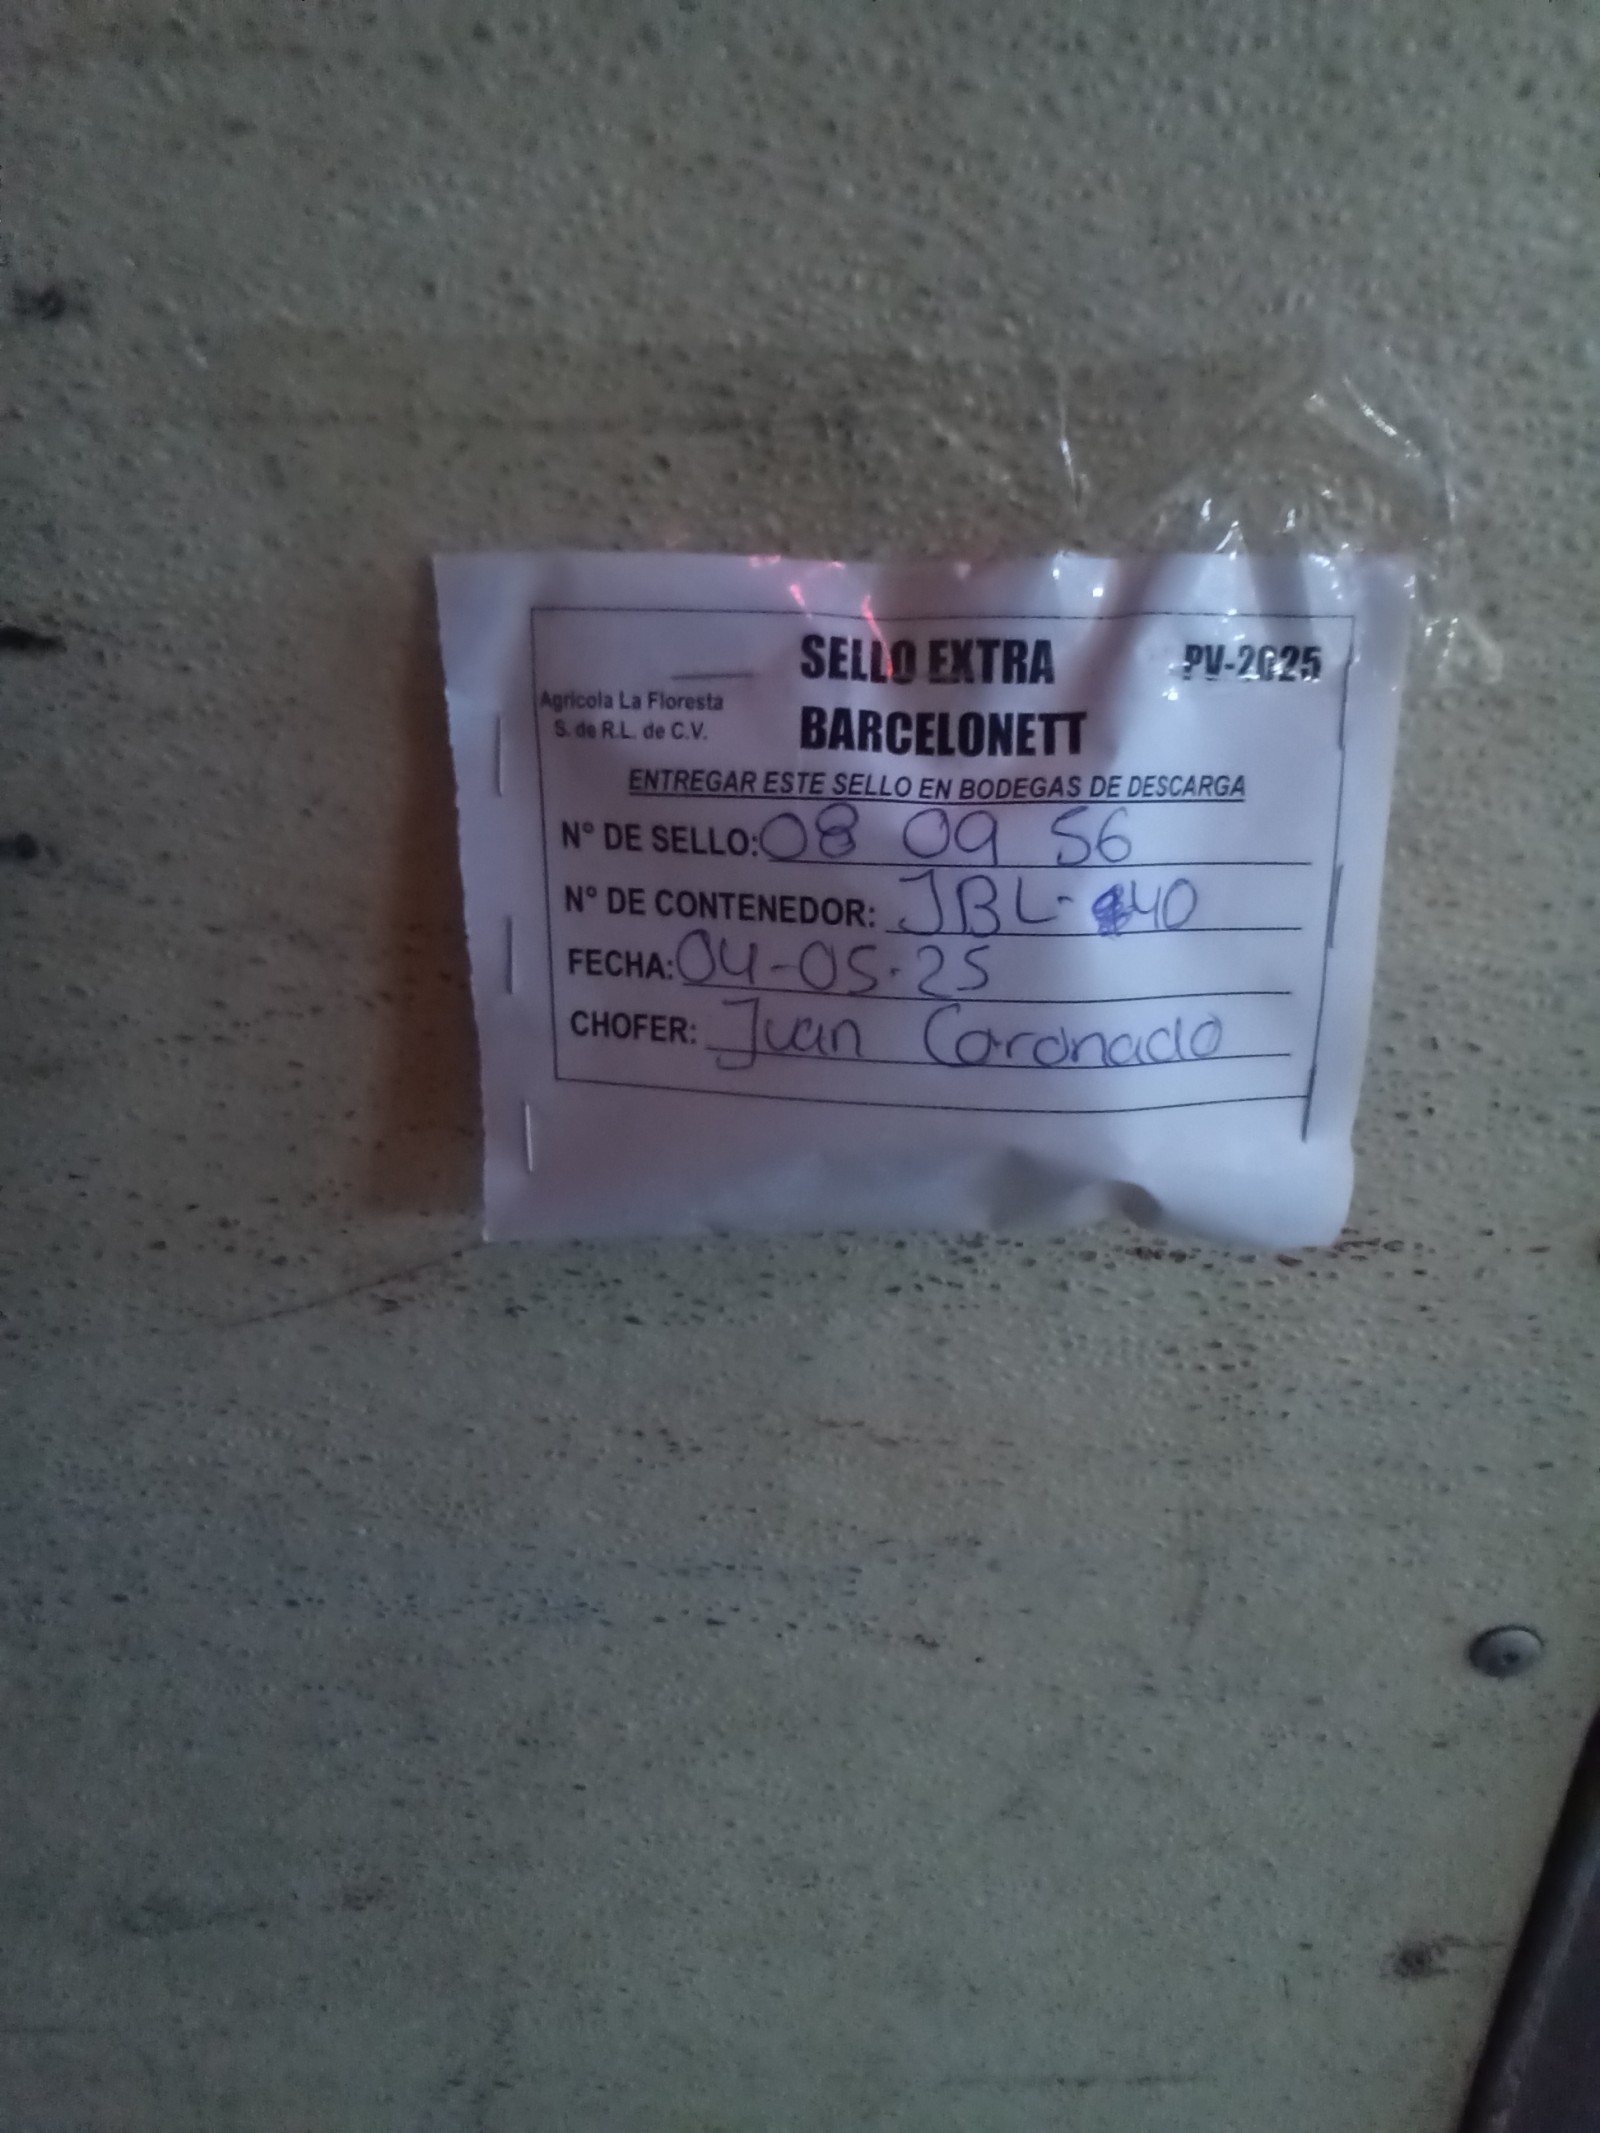 SELLO EXTRA PV-2025
Agricola La Floresta
S. de R.L. de C.V.
BARCELONETT
ENTREGAR ESTE SELLO EN BODEGAS DE DESCARGA
N° DE SELLO: 08 09 56
N° DE CONTENEDOR: JBL- 40
FECHA: 04-05-25
CHOFER: Juan Coronado